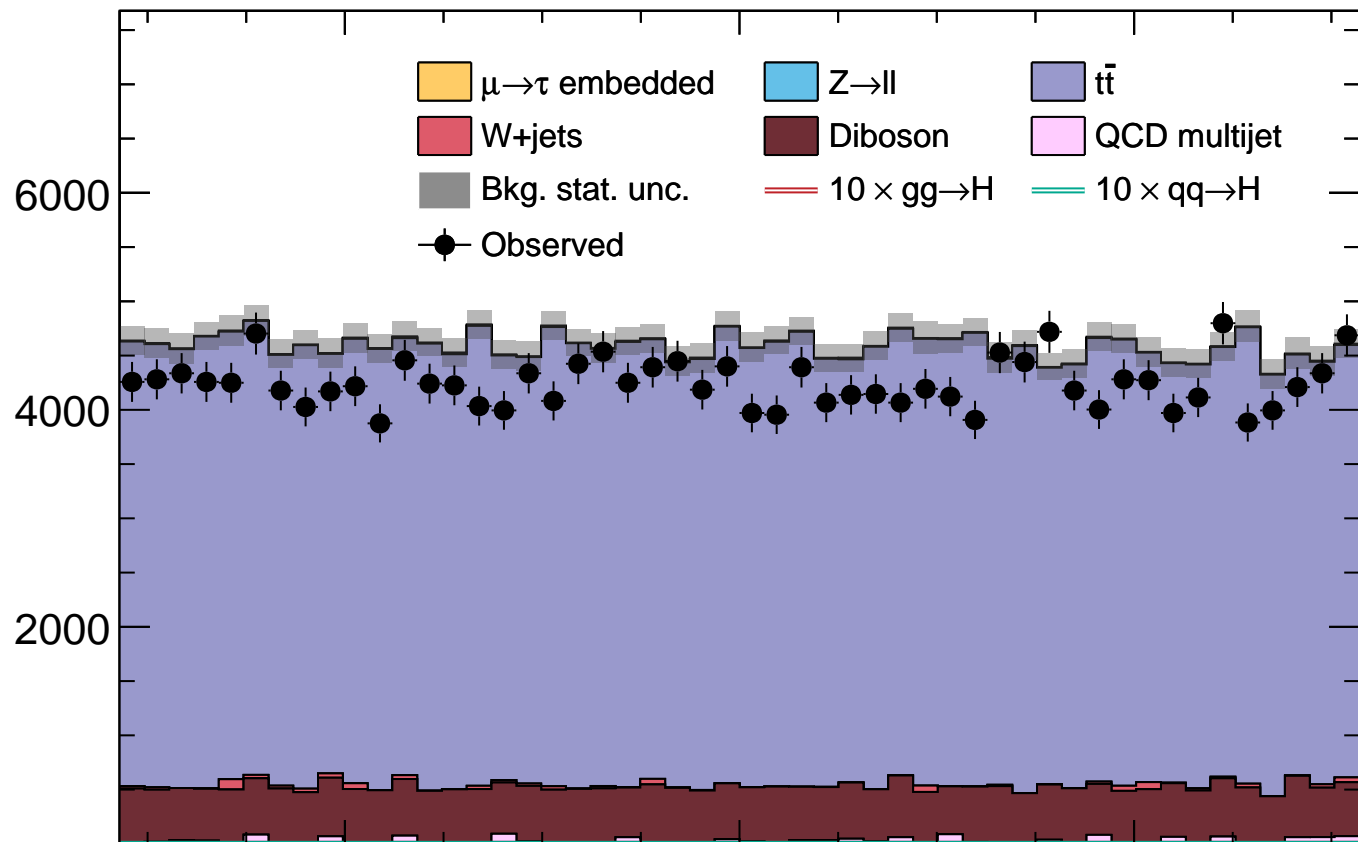 μ→τ embedded Z→ll tt̄
W+jets Diboson QCD multijet
6000 Bkg. stat. unc. 10 × gg→H 10 × qq→H
Observed
4000
2000